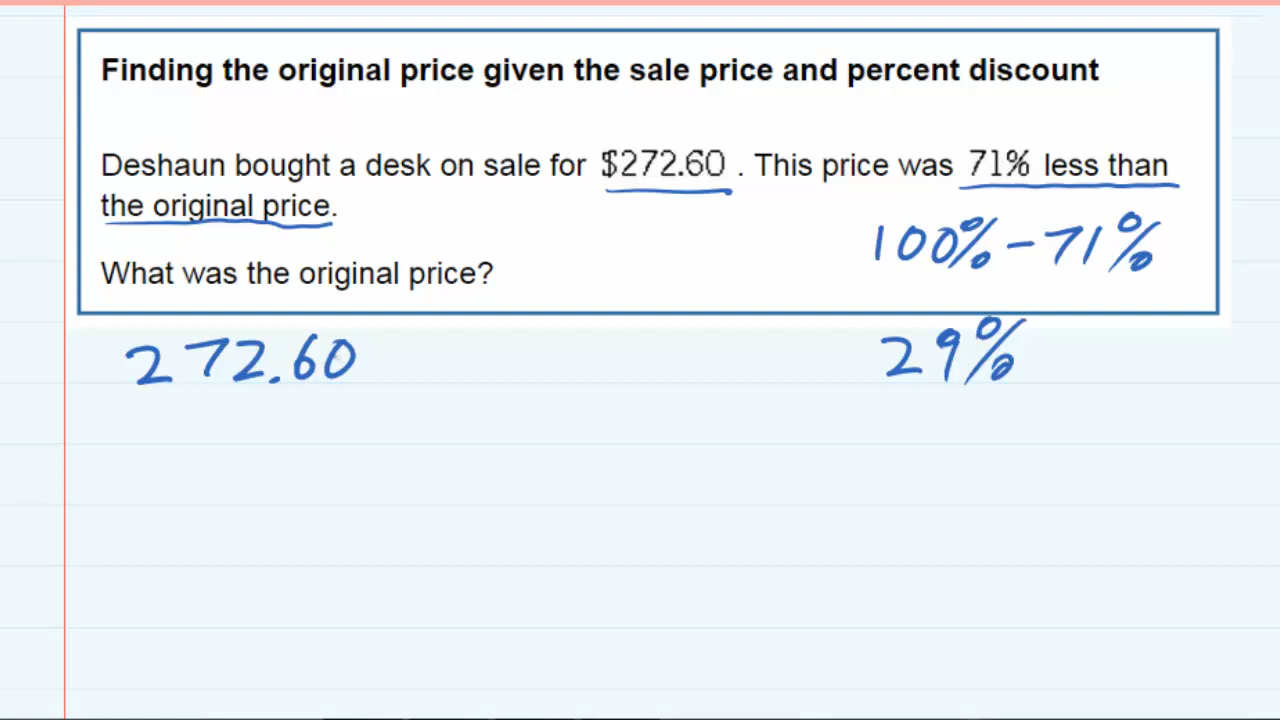 Finding the original price given the sale price and percent discount
Deshaun bought a desk on sale for $272.60 . This price was 71% less than
the original price.
100% - 71%
What was the original price?
272.60 29%